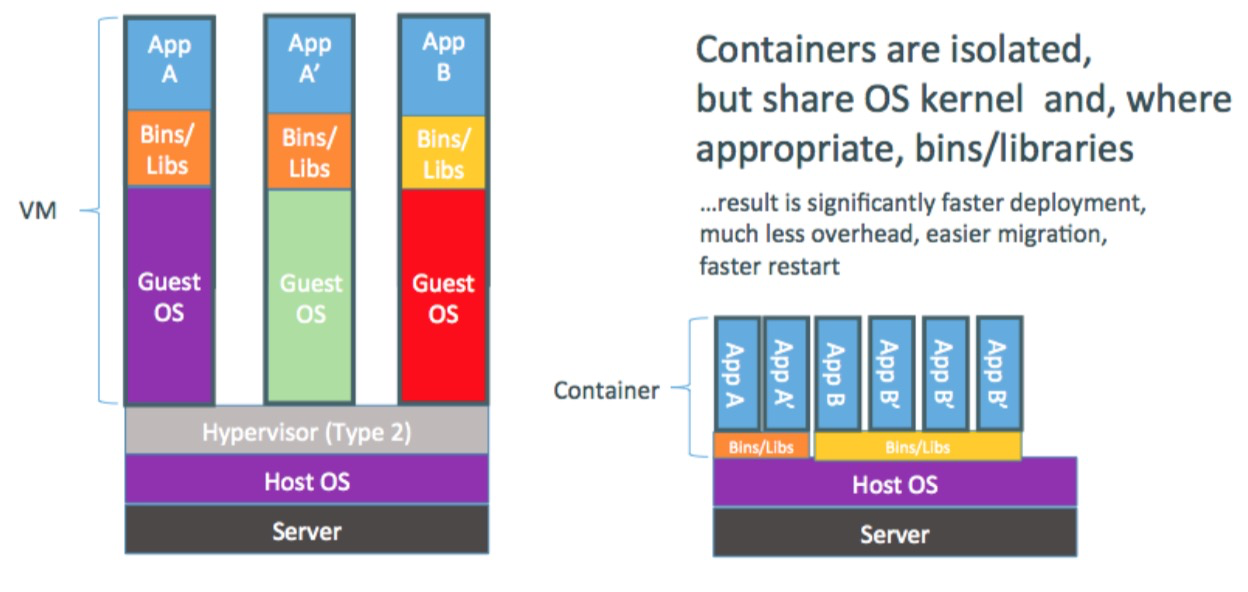 App
A
App
A’
App
B
Bins/
Libs
Bins/
Libs
Bins/
Libs
VM
Guest
OS
Guest
OS
Guest
OS
Hypervisor (Type 2)
Host OS
Server
Containers are isolated,
but share OS kernel and, where
appropriate, bins/libraries
...result is significantly faster deployment,
much less overhead, easier migration,
faster restart
Container
App A
App A’
App B
App B’
App B’
App B’
Bins/Libs
Bins/Libs
Host OS
Server